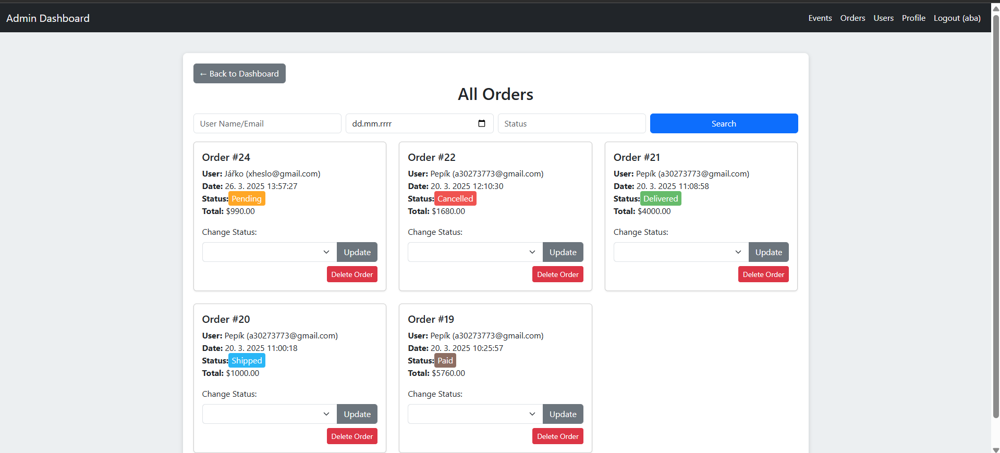 Admin Dashboard
Events Orders Users Profile Logout (aba)
← Back to Dashboard
All Orders
User Name/Email dd.mm.rrrr Status Search
Order #24
User: Jářko (xheslo@gmail.com)
Date: 26. 3. 2025 13:57:27
Status: Pending
Total: $990.00
Change Status:
Update
Delete Order
Order #22
User: Pepík (a30273773@gmail.com)
Date: 20. 3. 2025 12:10:30
Status: Cancelled
Total: $1680.00
Change Status:
Update
Delete Order
Order #21
User: Pepík (a30273773@gmail.com)
Date: 20. 3. 2025 11:08:58
Status: Delivered
Total: $4000.00
Change Status:
Update
Delete Order
Order #20
User: Pepík (a30273773@gmail.com)
Date: 20. 3. 2025 11:00:18
Status: Shipped
Total: $1000.00
Change Status:
Update
Delete Order
Order #19
User: Pepík (a30273773@gmail.com)
Date: 20. 3. 2025 10:25:57
Status: Paid
Total: $5760.00
Change Status:
Update
Delete Order